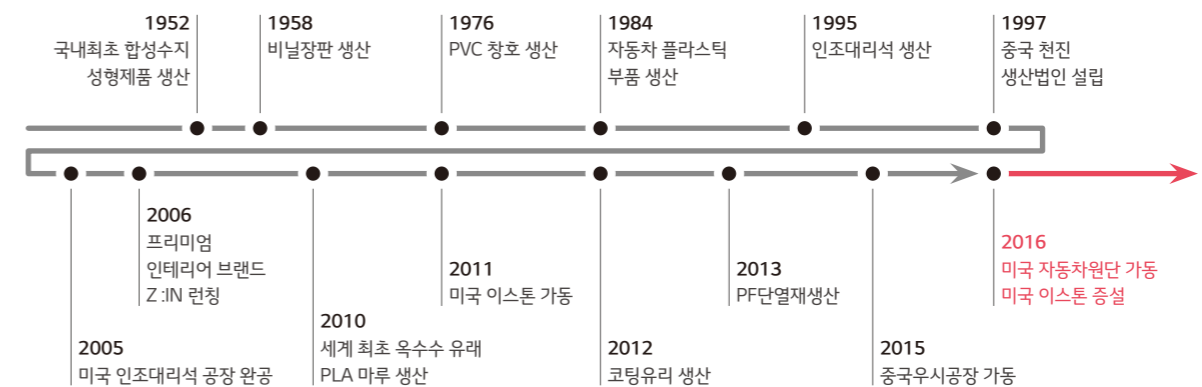 1952
국내최초 합성수지
성형제품 생산
1958
비닐장판 생산
1976
PVC 창호 생산
1984
자동차 플라스틱
부품 생산
1995
인조대리석 생산
1997
중국 천진
생산법인 설립
2005
미국 인조대리석 공장 완공
2006
프리미엄
인테리어 브랜드
Z :IN 런칭
2010
세계 최초 옥수수 유래
PLA 마루 생산
2011
미국 이스톤 가동
2012
코팅유리 생산
2013
PF단열재생산
2015
중국우시공장 가동
2016
미국 자동차원단 가동
미국 이스톤 증설